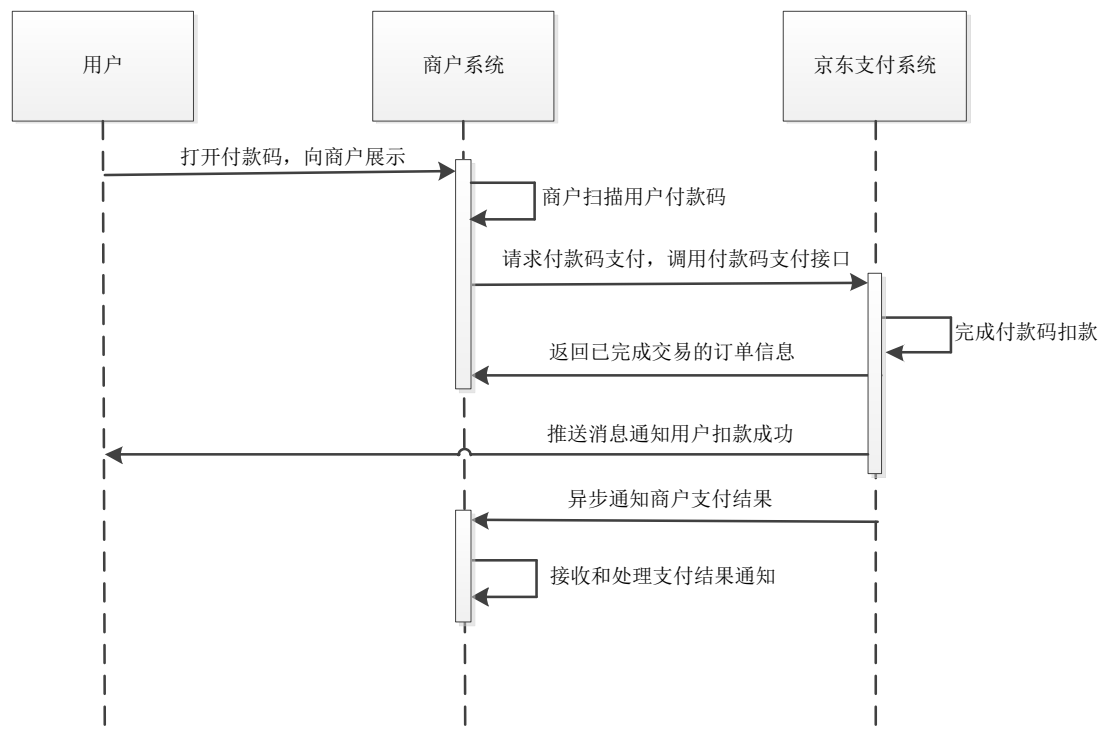 用户
商户系统
京东支付系统
打开付款码，向商户展示
商户扫描用户付款码
请求付款码支付，调用付款码支付接口
完成付款码扣款
返回已完成交易的订单信息
推送消息通知用户扣款成功
异步通知商户支付结果
接收和处理支付结果通知